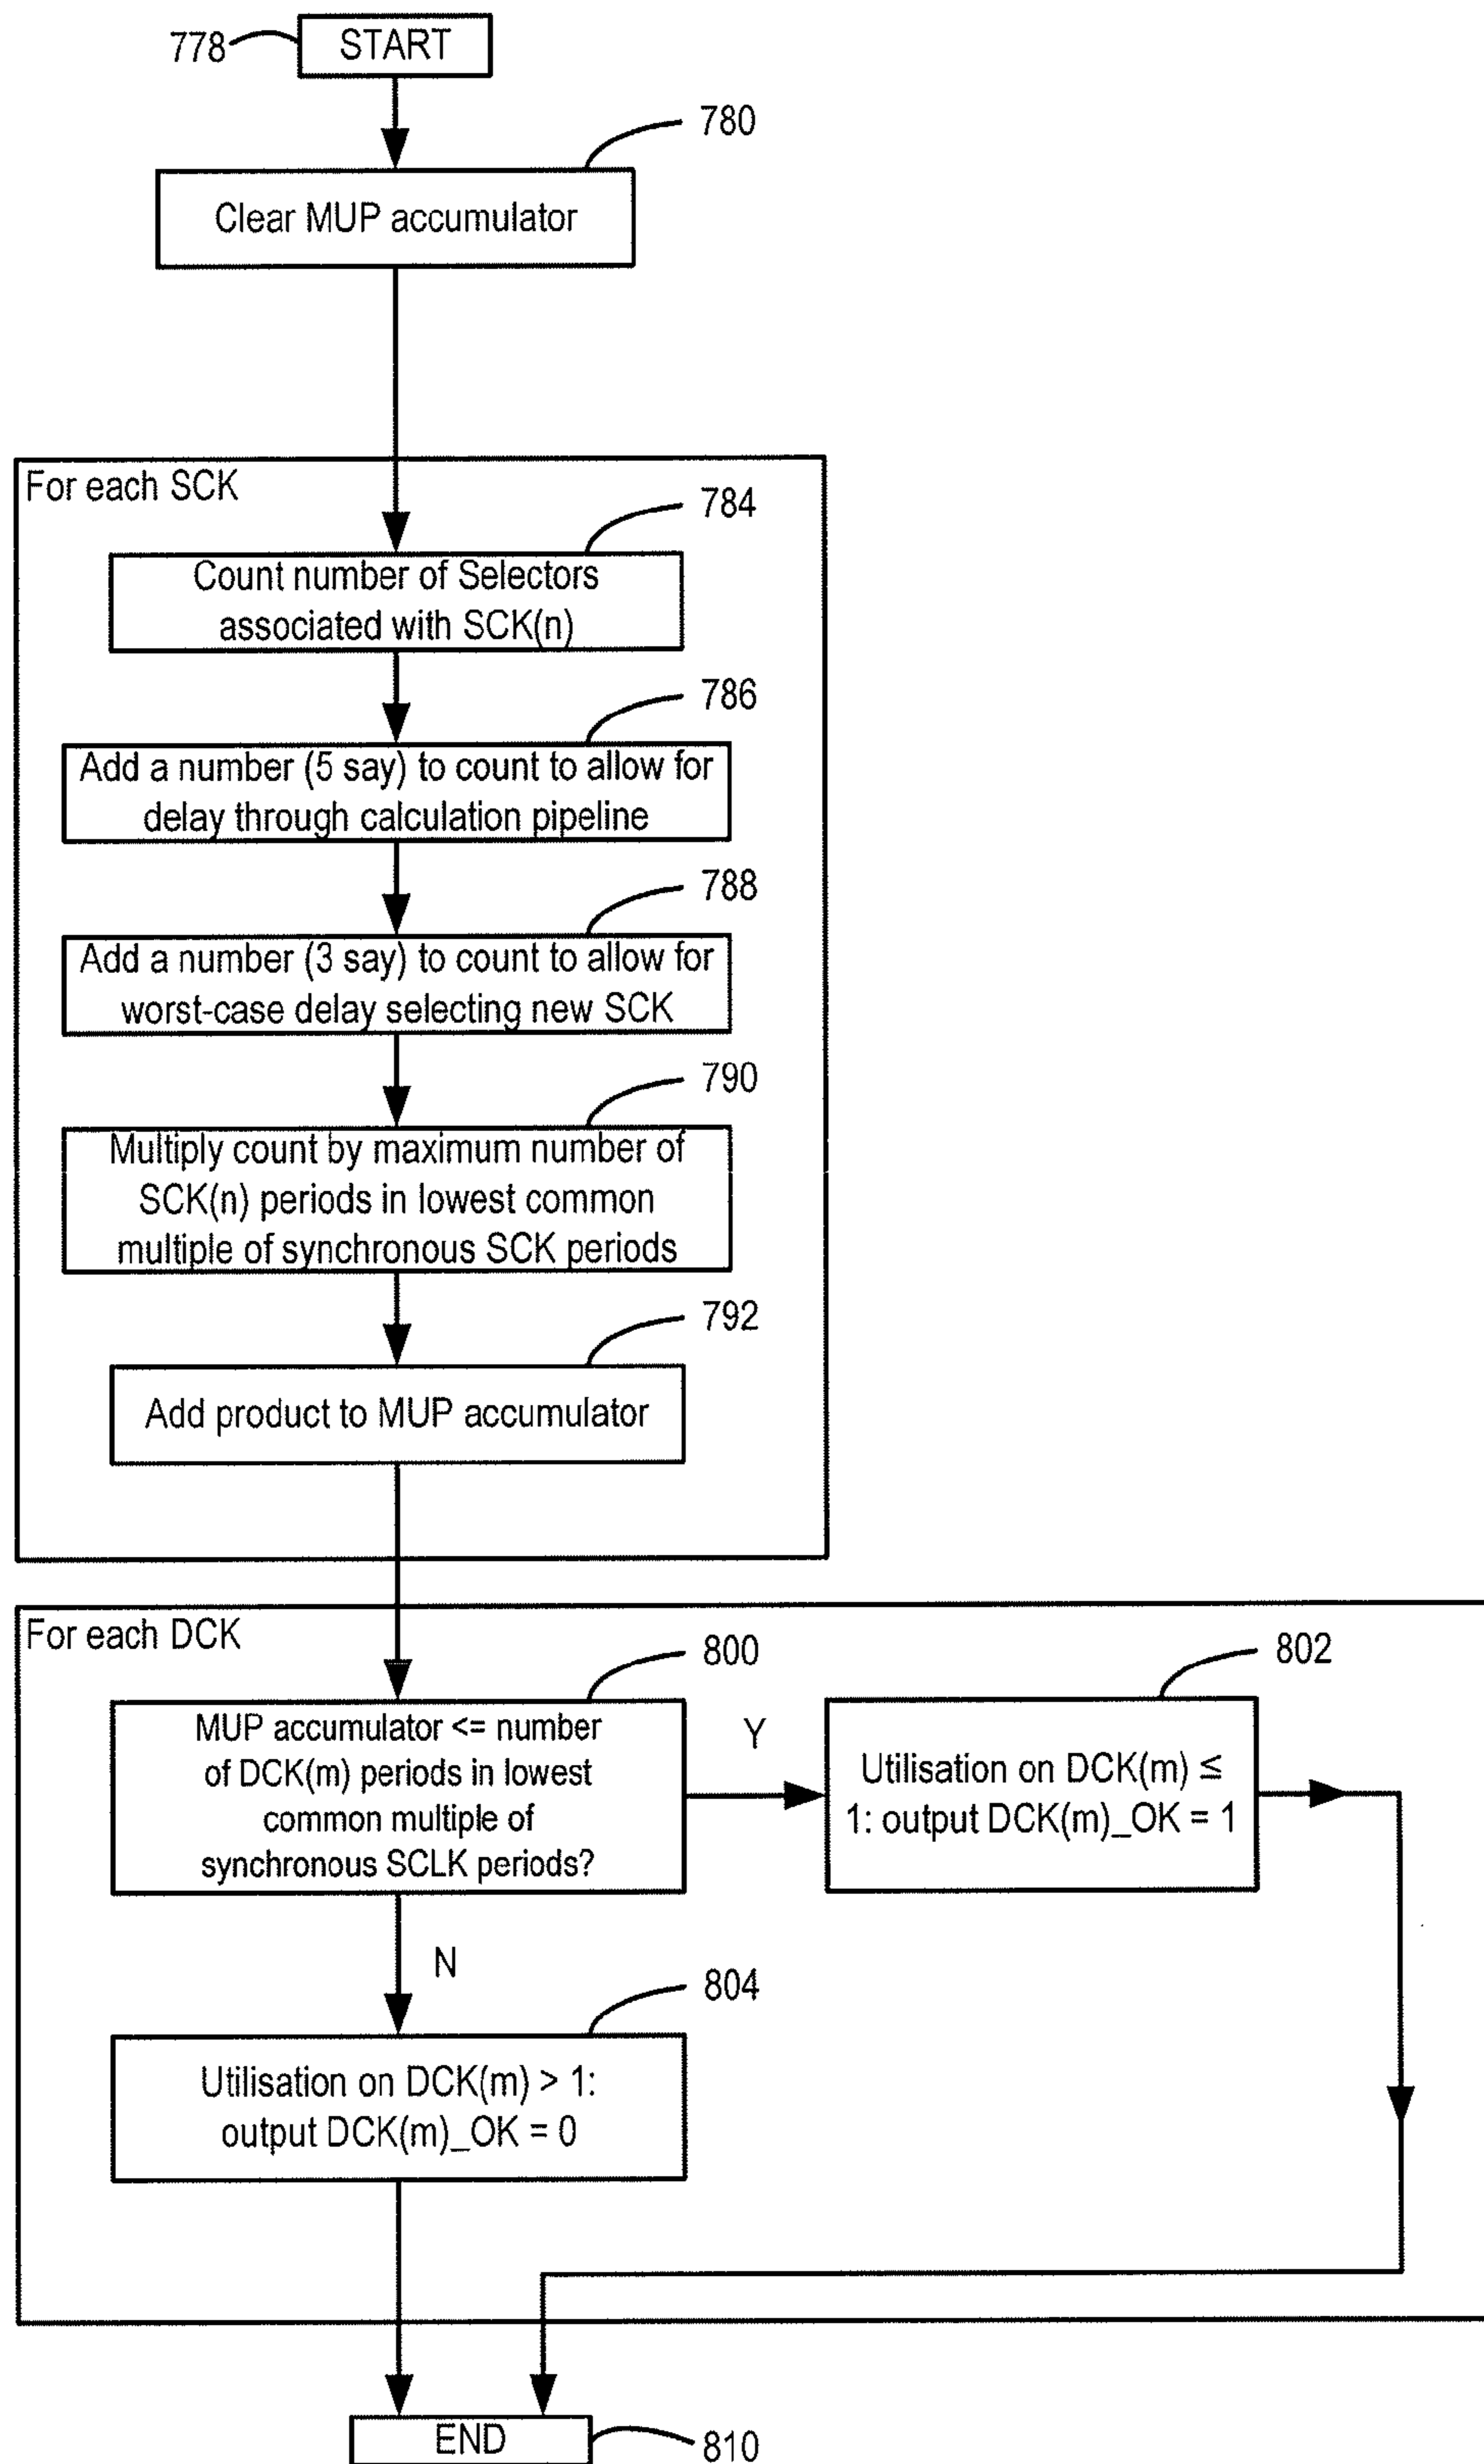 778
START
780
Clear MUP accumulator
For each SCK
784
Count number of Selectors
associated with SCK(n)
786
Add a number (5 say) to count to allow for
delay through calculation pipeline
788
Add a number (3 say) to count to allow for
worst-case delay selecting new SCK
790
Multiply count by maximum number of
SCK(n) periods in lowest common
multiple of synchronous SCK periods
792
Add product to MUP accumulator
For each DCK
800
MUP accumulator <= number
of DCK(m) periods in lowest
common multiple of
synchronous SCLK periods?
Y
802
Utilisation on DCK(m) ≤
1: output DCK(m)_OK = 1
N
804
Utilisation on DCK(m) > 1:
output DCK(m)_OK = 0
END
810